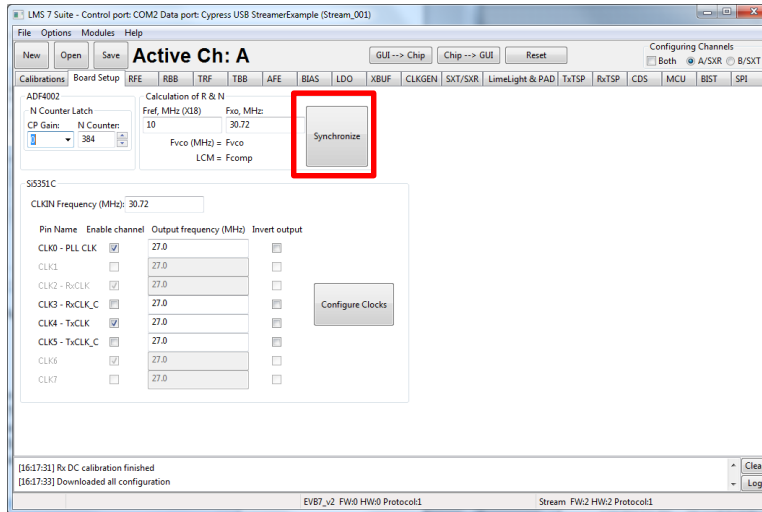 LMS 7 Suite - Control port: COM2 Data port: Cypress USB StreamerExample (Stream_001)
File Options Modules Help
New Open Save Active Ch: A GUI --> Chip Chip --> GUI Reset Configuring Channels
Both A/SXR B/SXT
Calibrations Board Setup RFE RBB TRF TBB AFE BIAS LDO XBUF CLKGEN SXT/SXR LimeLight & PAD TxTSP RxTSP CDS MCU BIST SPI
ADF4002 Calculation of R & N
N Counter Latch Fref, MHz (X18) Fxo, MHz:
CP Gain: N Counter: 10 30.72
0 384 Synchronize
Fvco (MHz) = Fvco
LCM = Fcomp
Si5351C
CLKIN Frequency (MHz): 30.72
Pin Name Enable channel Output frequency (MHz) Invert output
CLK0 - PLL CLK 27.0
CLK1 27.0
CLK2 - RxCLK 27.0
CLK3 - RxCLK_C 27.0 Configure Clocks
CLK4 - TxCLK 27.0
CLK5 - TxCLK_C 27.0
CLK6 27.0
CLK7 27.0
[16:17:31] Rx DC calibration finished Clea
[16:17:33] Downloaded all configuration Log
EVB7_v2 FW:0 HW:0 Protocol:1 Stream FW:2 HW:2 Protocol:1